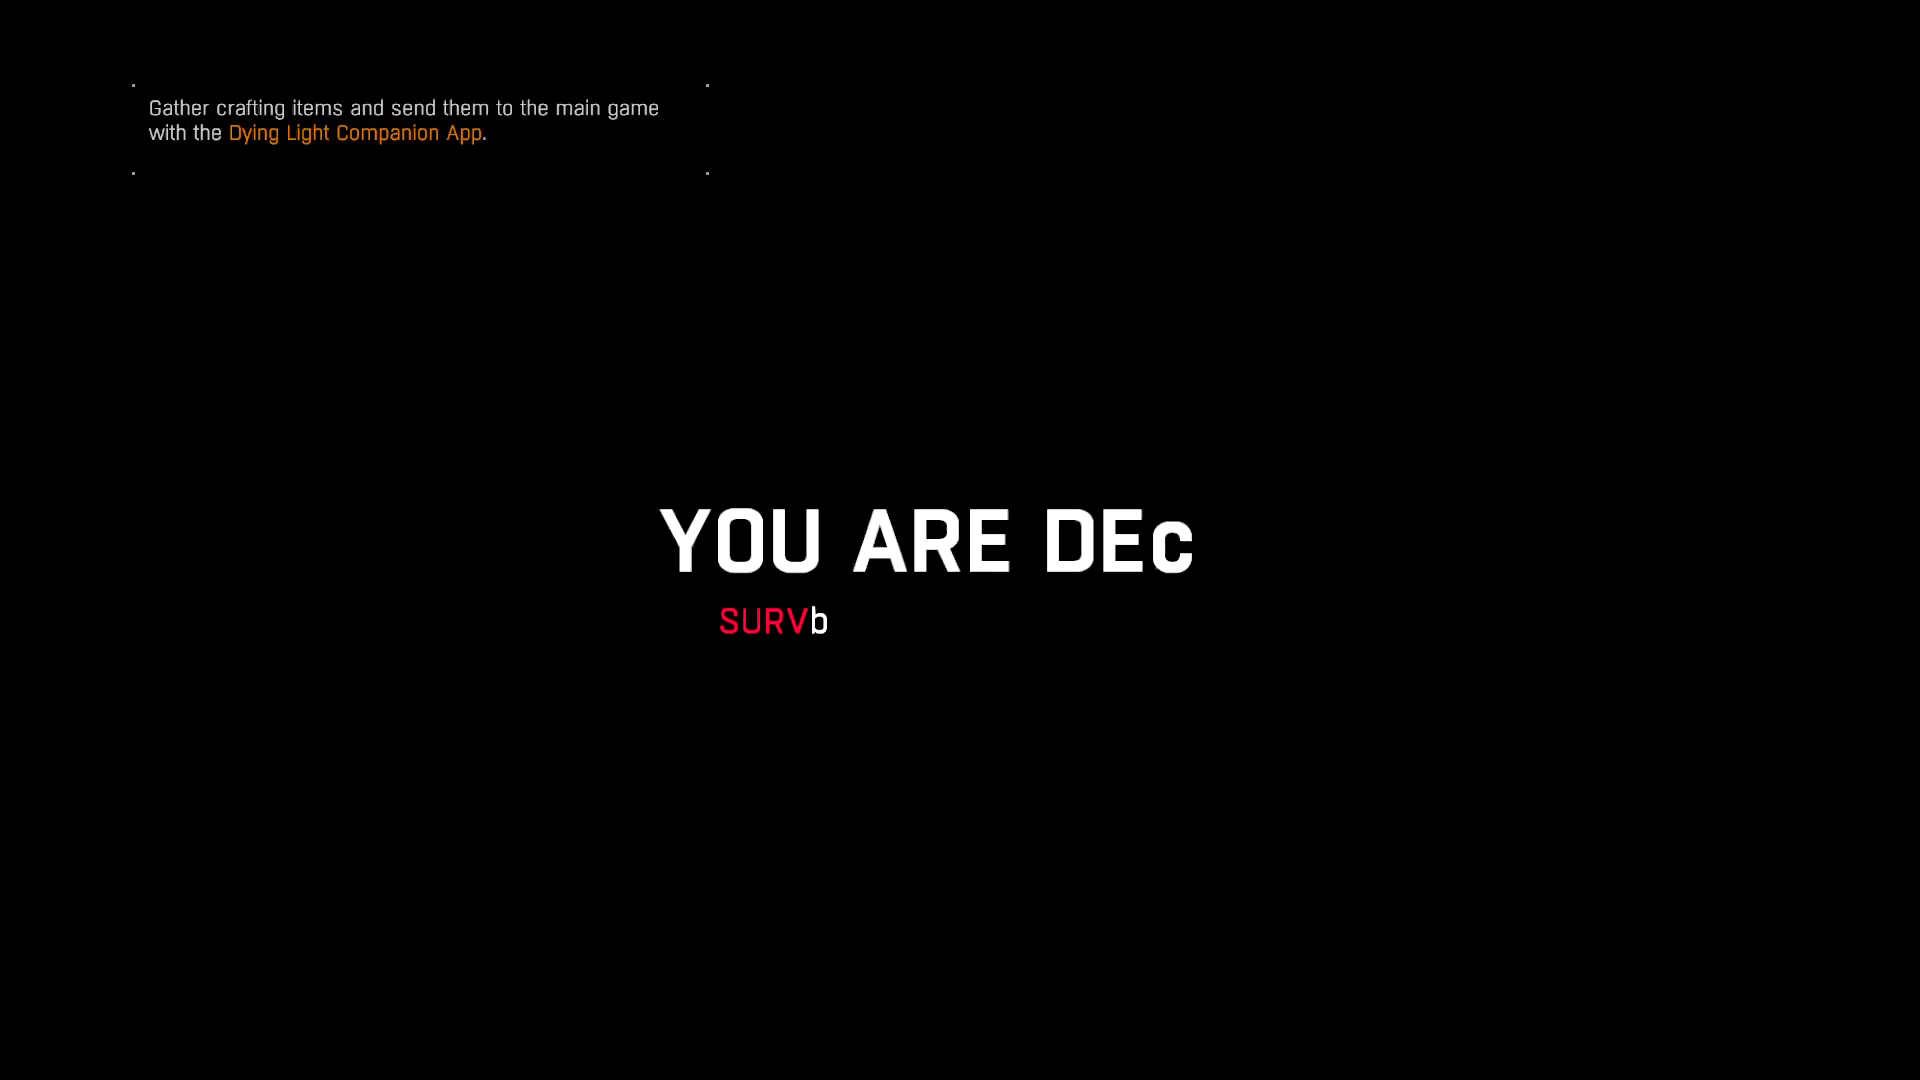 Gather crafting items and send them to the main game
with the Dying Light Companion App.
YOU ARE DEc
SURVb